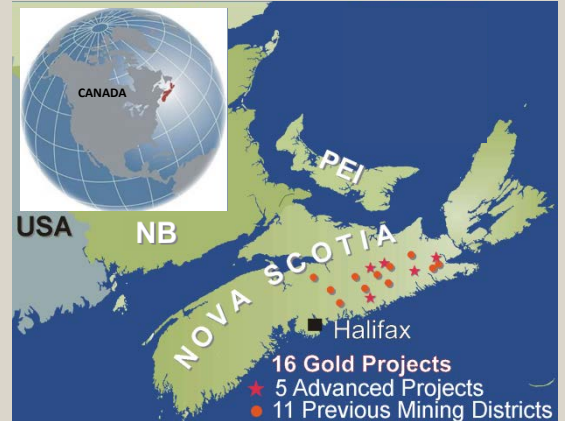 CANADA
USA
NB
PEI
NOVA SCOTIA
Halifax
16 Gold Projects
5 Advanced Projects
11 Previous Mining Districts